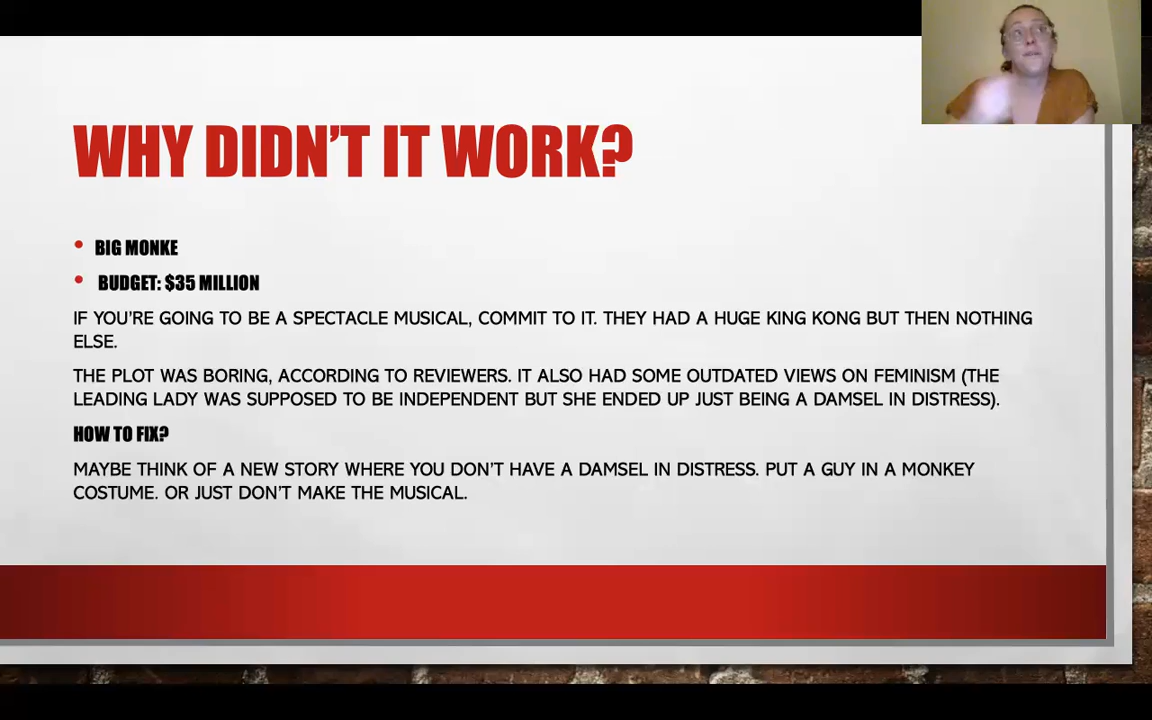 WHY DIDN'T IT WORK?
• BIG MONKE
• BUDGET: $35 MILLION
IF YOU'RE GOING TO BE A SPECTACLE MUSICAL, COMMIT TO IT. THEY HAD A HUGE KING KONG BUT THEN NOTHING
ELSE.
THE PLOT WAS BORING, ACCORDING TO REVIEWERS. IT ALSO HAD SOME OUTDATED VIEWS ON FEMINISM (THE
LEADING LADY WAS SUPPOSED TO BE INDEPENDENT BUT SHE ENDED UP JUST BEING A DAMSEL IN DISTRESS).
HOW TO FIX?
MAYBE THINK OF A NEW STORY WHERE YOU DON'T HAVE A DAMSEL IN DISTRESS. PUT A GUY IN A MONKEY
COSTUME. OR JUST DON'T MAKE THE MUSICAL.